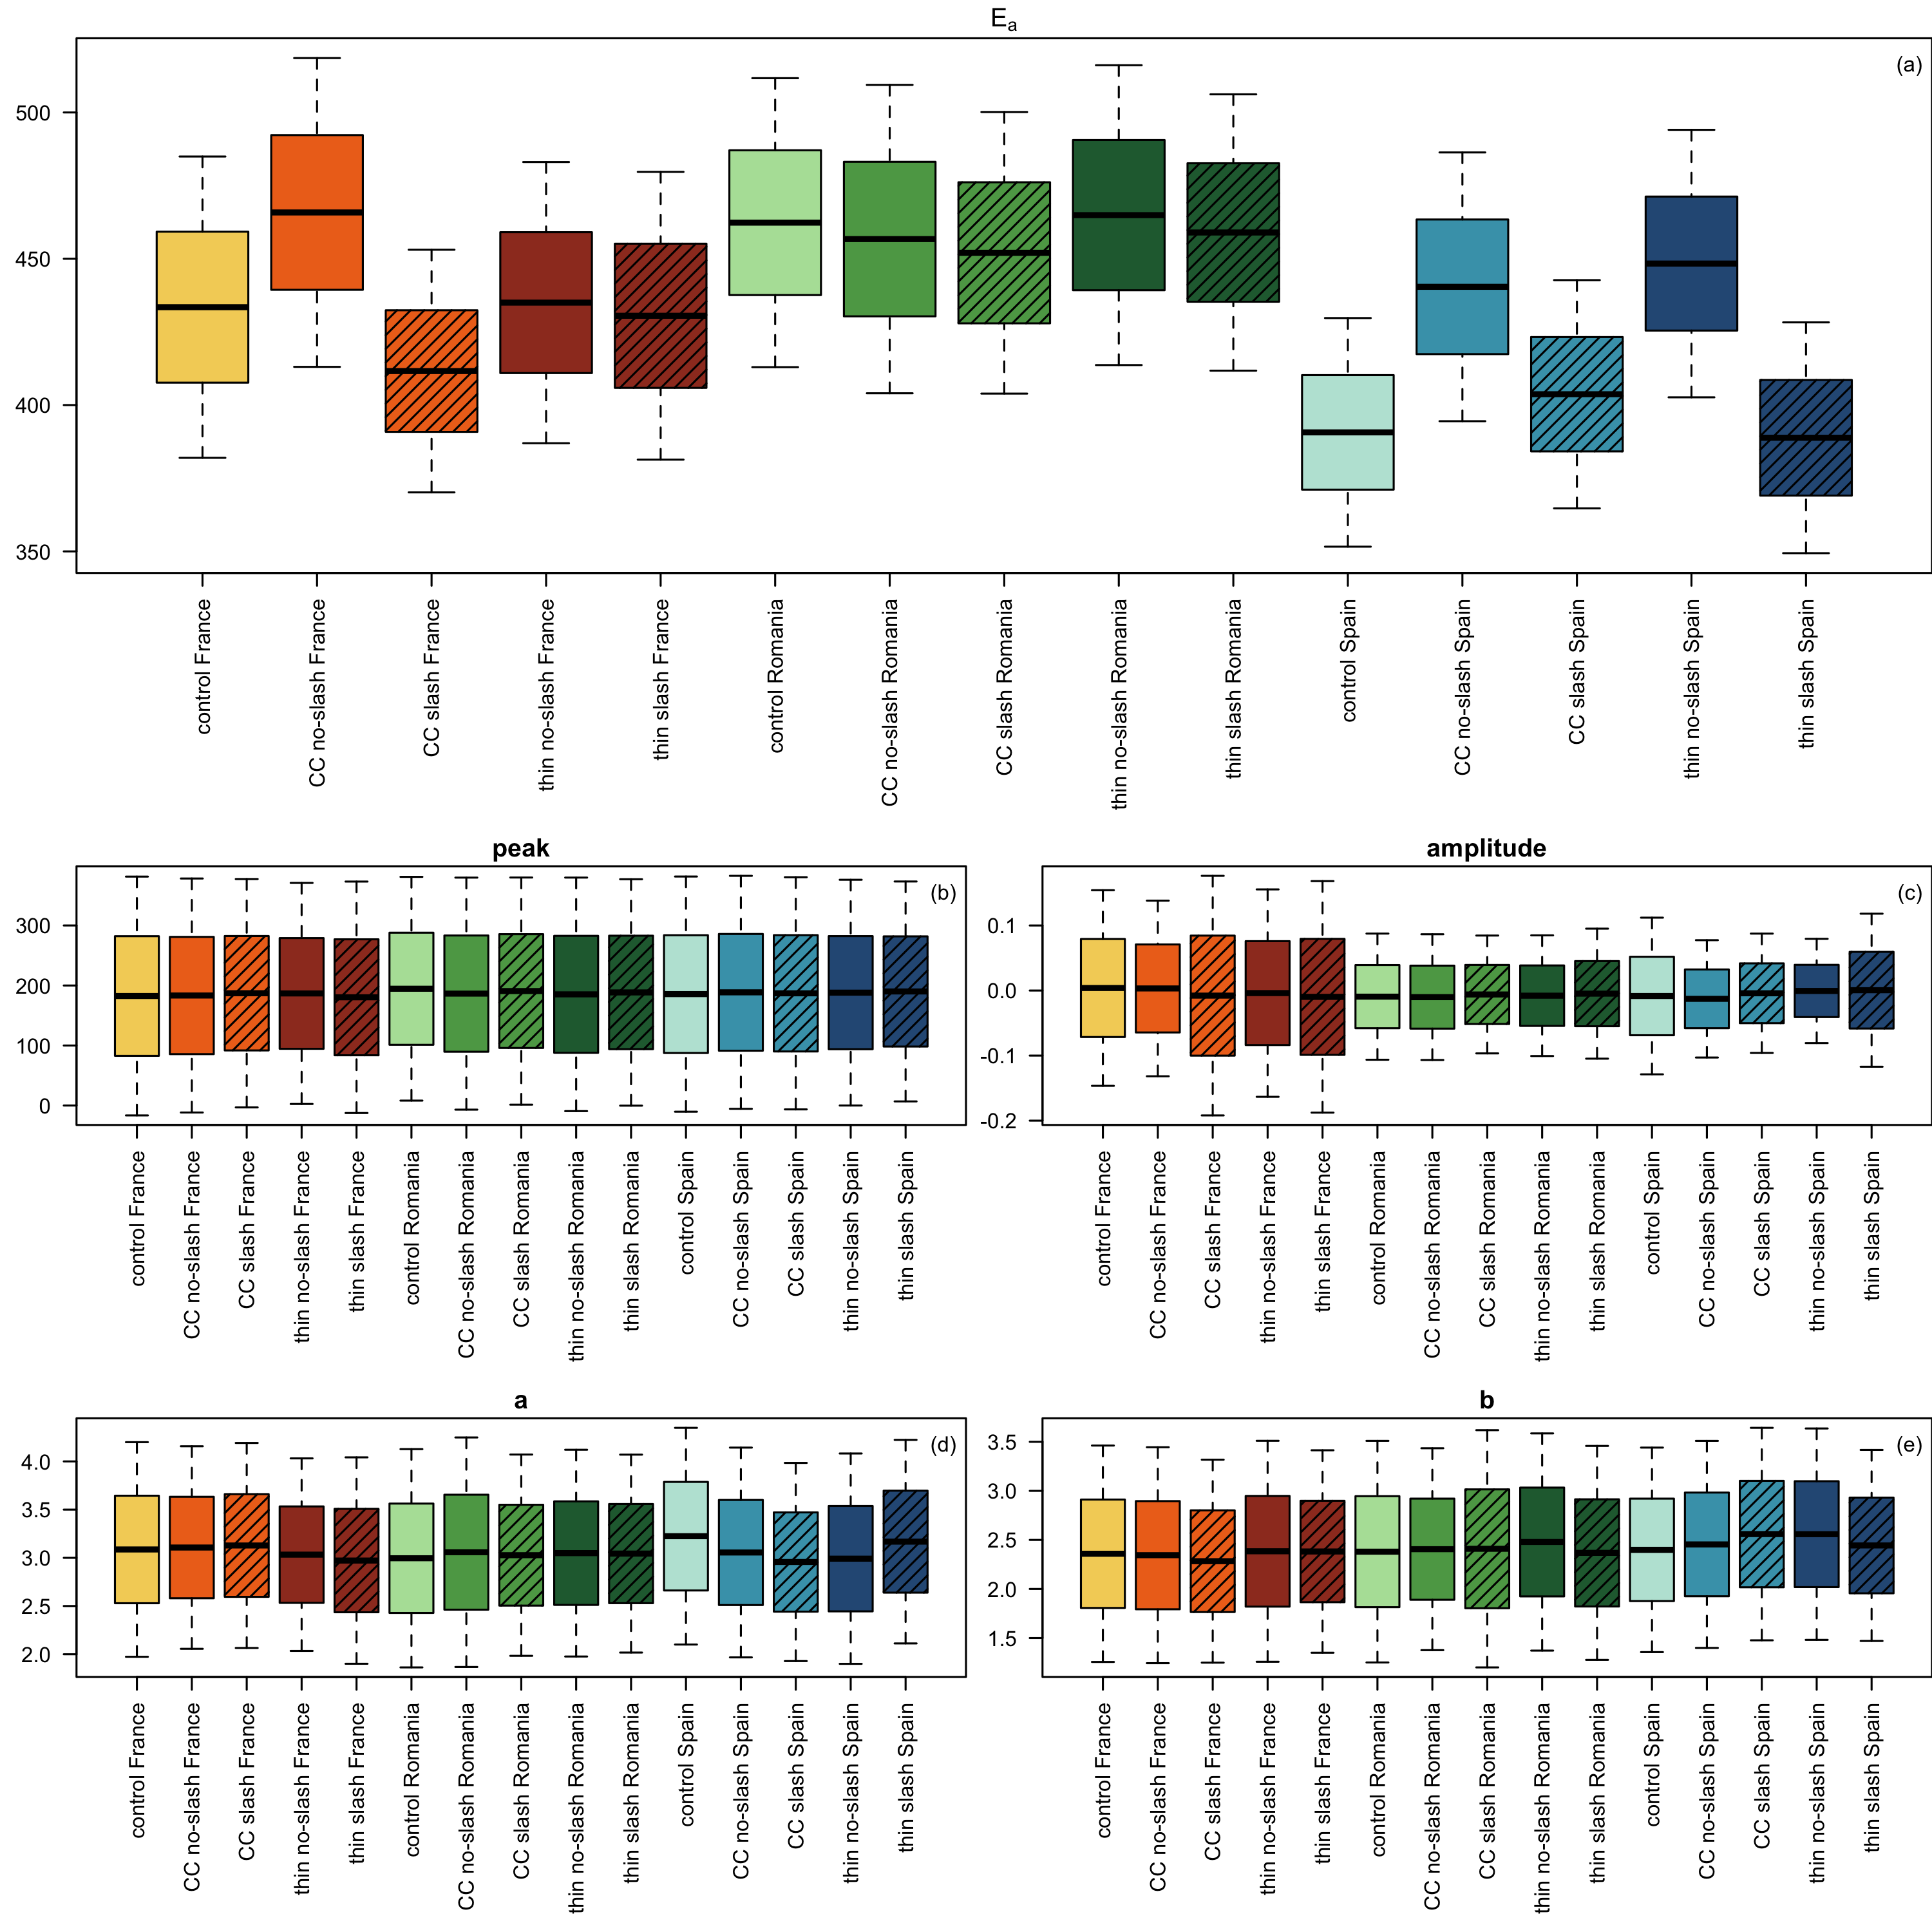 Ea
(a)
500
450
400
350
control France
CC no-slash France
CC slash France
thin no-slash France
thin slash France
control Romania
CC no-slash Romania
CC slash Romania
thin no-slash Romania
thin slash Romania
control Spain
CC no-slash Spain
CC slash Spain
thin no-slash Spain
thin slash Spain
peak
(b)
300
200
100
0
control France
CC no-slash France
CC slash France
thin no-slash France
thin slash France
control Romania
CC no-slash Romania
CC slash Romania
thin no-slash Romania
thin slash Romania
control Spain
CC no-slash Spain
CC slash Spain
thin no-slash Spain
thin slash Spain
amplitude
(c)
0.1
0.0
-0.1
-0.2
control France
CC no-slash France
CC slash France
thin no-slash France
thin slash France
control Romania
CC no-slash Romania
CC slash Romania
thin no-slash Romania
thin slash Romania
control Spain
CC no-slash Spain
CC slash Spain
thin no-slash Spain
thin slash Spain
a
(d)
4.0
3.5
3.0
2.5
2.0
control France
CC no-slash France
CC slash France
thin no-slash France
thin slash France
control Romania
CC no-slash Romania
CC slash Romania
thin no-slash Romania
thin slash Romania
control Spain
CC no-slash Spain
CC slash Spain
thin no-slash Spain
thin slash Spain
b
(e)
3.5
3.0
2.5
2.0
1.5
control France
CC no-slash France
CC slash France
thin no-slash France
thin slash France
control Romania
CC no-slash Romania
CC slash Romania
thin no-slash Romania
thin slash Romania
control Spain
CC no-slash Spain
CC slash Spain
thin no-slash Spain
thin slash Spain